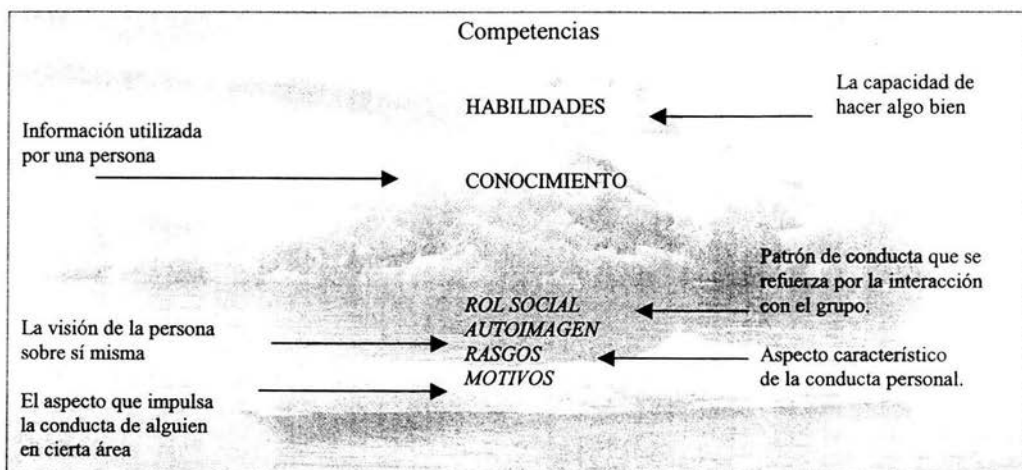 Competencias
La capacidad de
hacer algo bien
HABILIDADES
Información utilizada
por una persona
CONOCIMIENTO
Patrón de conducta que se
refuerza por la interacción
con el grupo.
ROL SOCIAL
AUTOIMAGEN
RASGOS
MOTIVOS
La visión de la persona
sobre sí misma
Aspecto característico
de la conducta personal.
El aspecto que impulsa
la conducta de alguien
en cierta área